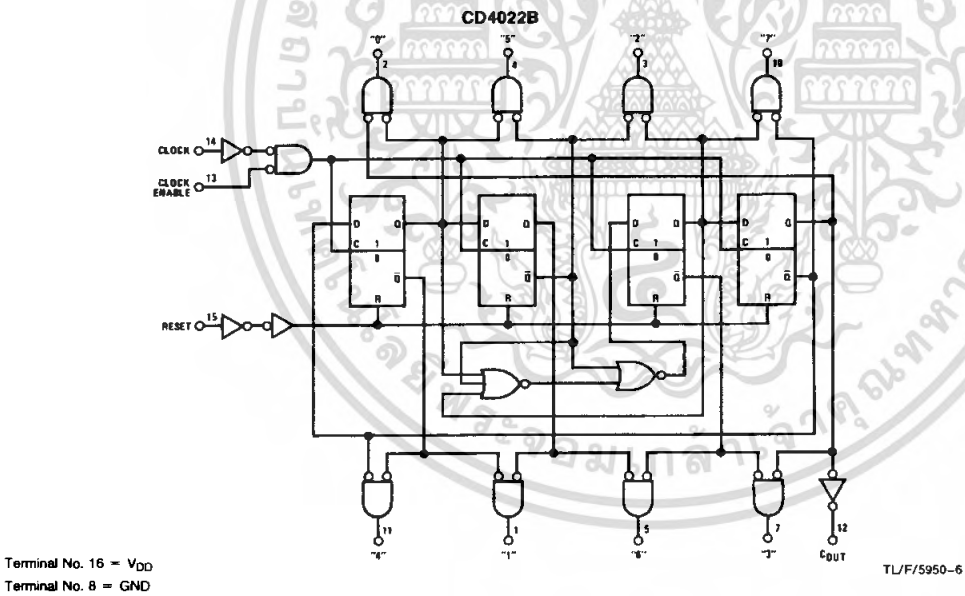 CD4022B
"0" "5" "2" "7"
2 4 3 10
CLOCK 14
CLOCK ENABLE 13
D Q D Q D Q D Q
C 1 C 1 C 1 C 1
0 0 0 0
Q̅ Q̅ Q̅ Q̅
R R R R
RESET 15
11 1 5 7 12
"4" "1" "6" "3" COUT
Terminal No. 16 = VDD
Terminal No. 8 = GND
TL/F/5950–6